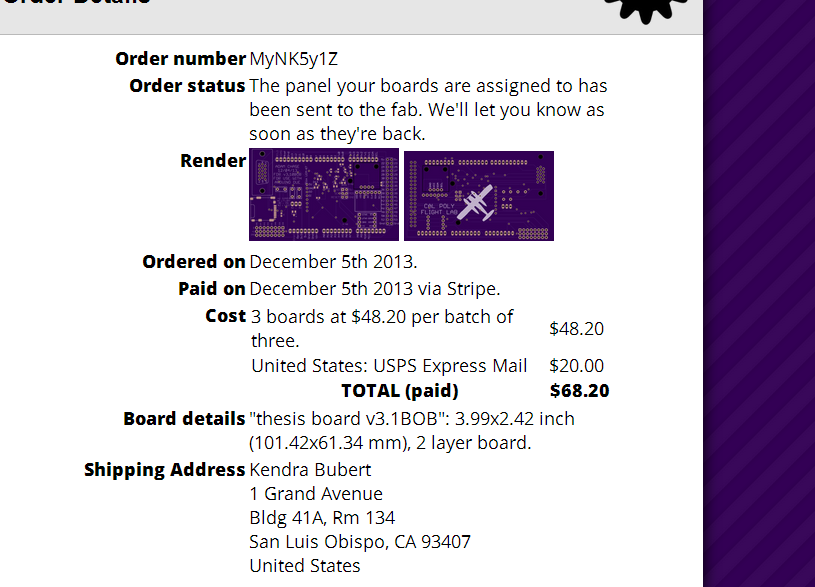 Order Details
Order number MyNK5y1Z
Order status The panel your boards are assigned to has
been sent to the fab. We'll let you know as
soon as they're back.
Render
CAL POLY
FLIGHT LAB
Ordered on December 5th 2013.
Paid on December 5th 2013 via Stripe.
Cost 3 boards at $48.20 per batch of
three. $48.20
United States: USPS Express Mail $20.00
TOTAL (paid) $68.20
Board details "thesis board v3.1BOB": 3.99x2.42 inch
(101.42x61.34 mm), 2 layer board.
Shipping Address Kendra Bubert
1 Grand Avenue
Bldg 41A, Rm 134
San Luis Obispo, CA 93407
United States